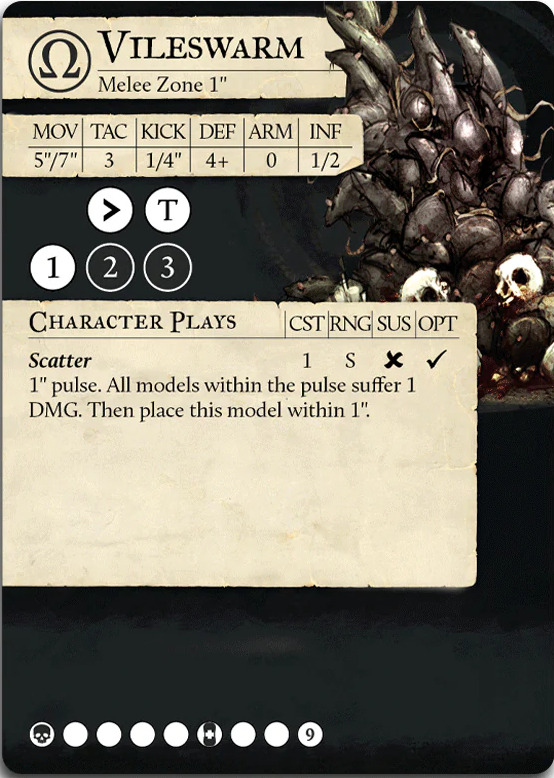 Ω
VILESWARM
Melee Zone 1"
MOV TAC KICK DEF ARM INF
5"/7" 3 1/4" 4+ 0 1/2
> T
1 2 3
CHARACTER PLAYS CST RNG SUS OPT
Scatter 1 S ✘ ✓
1" pulse. All models within the pulse suffer 1
DMG. Then place this model within 1".
9